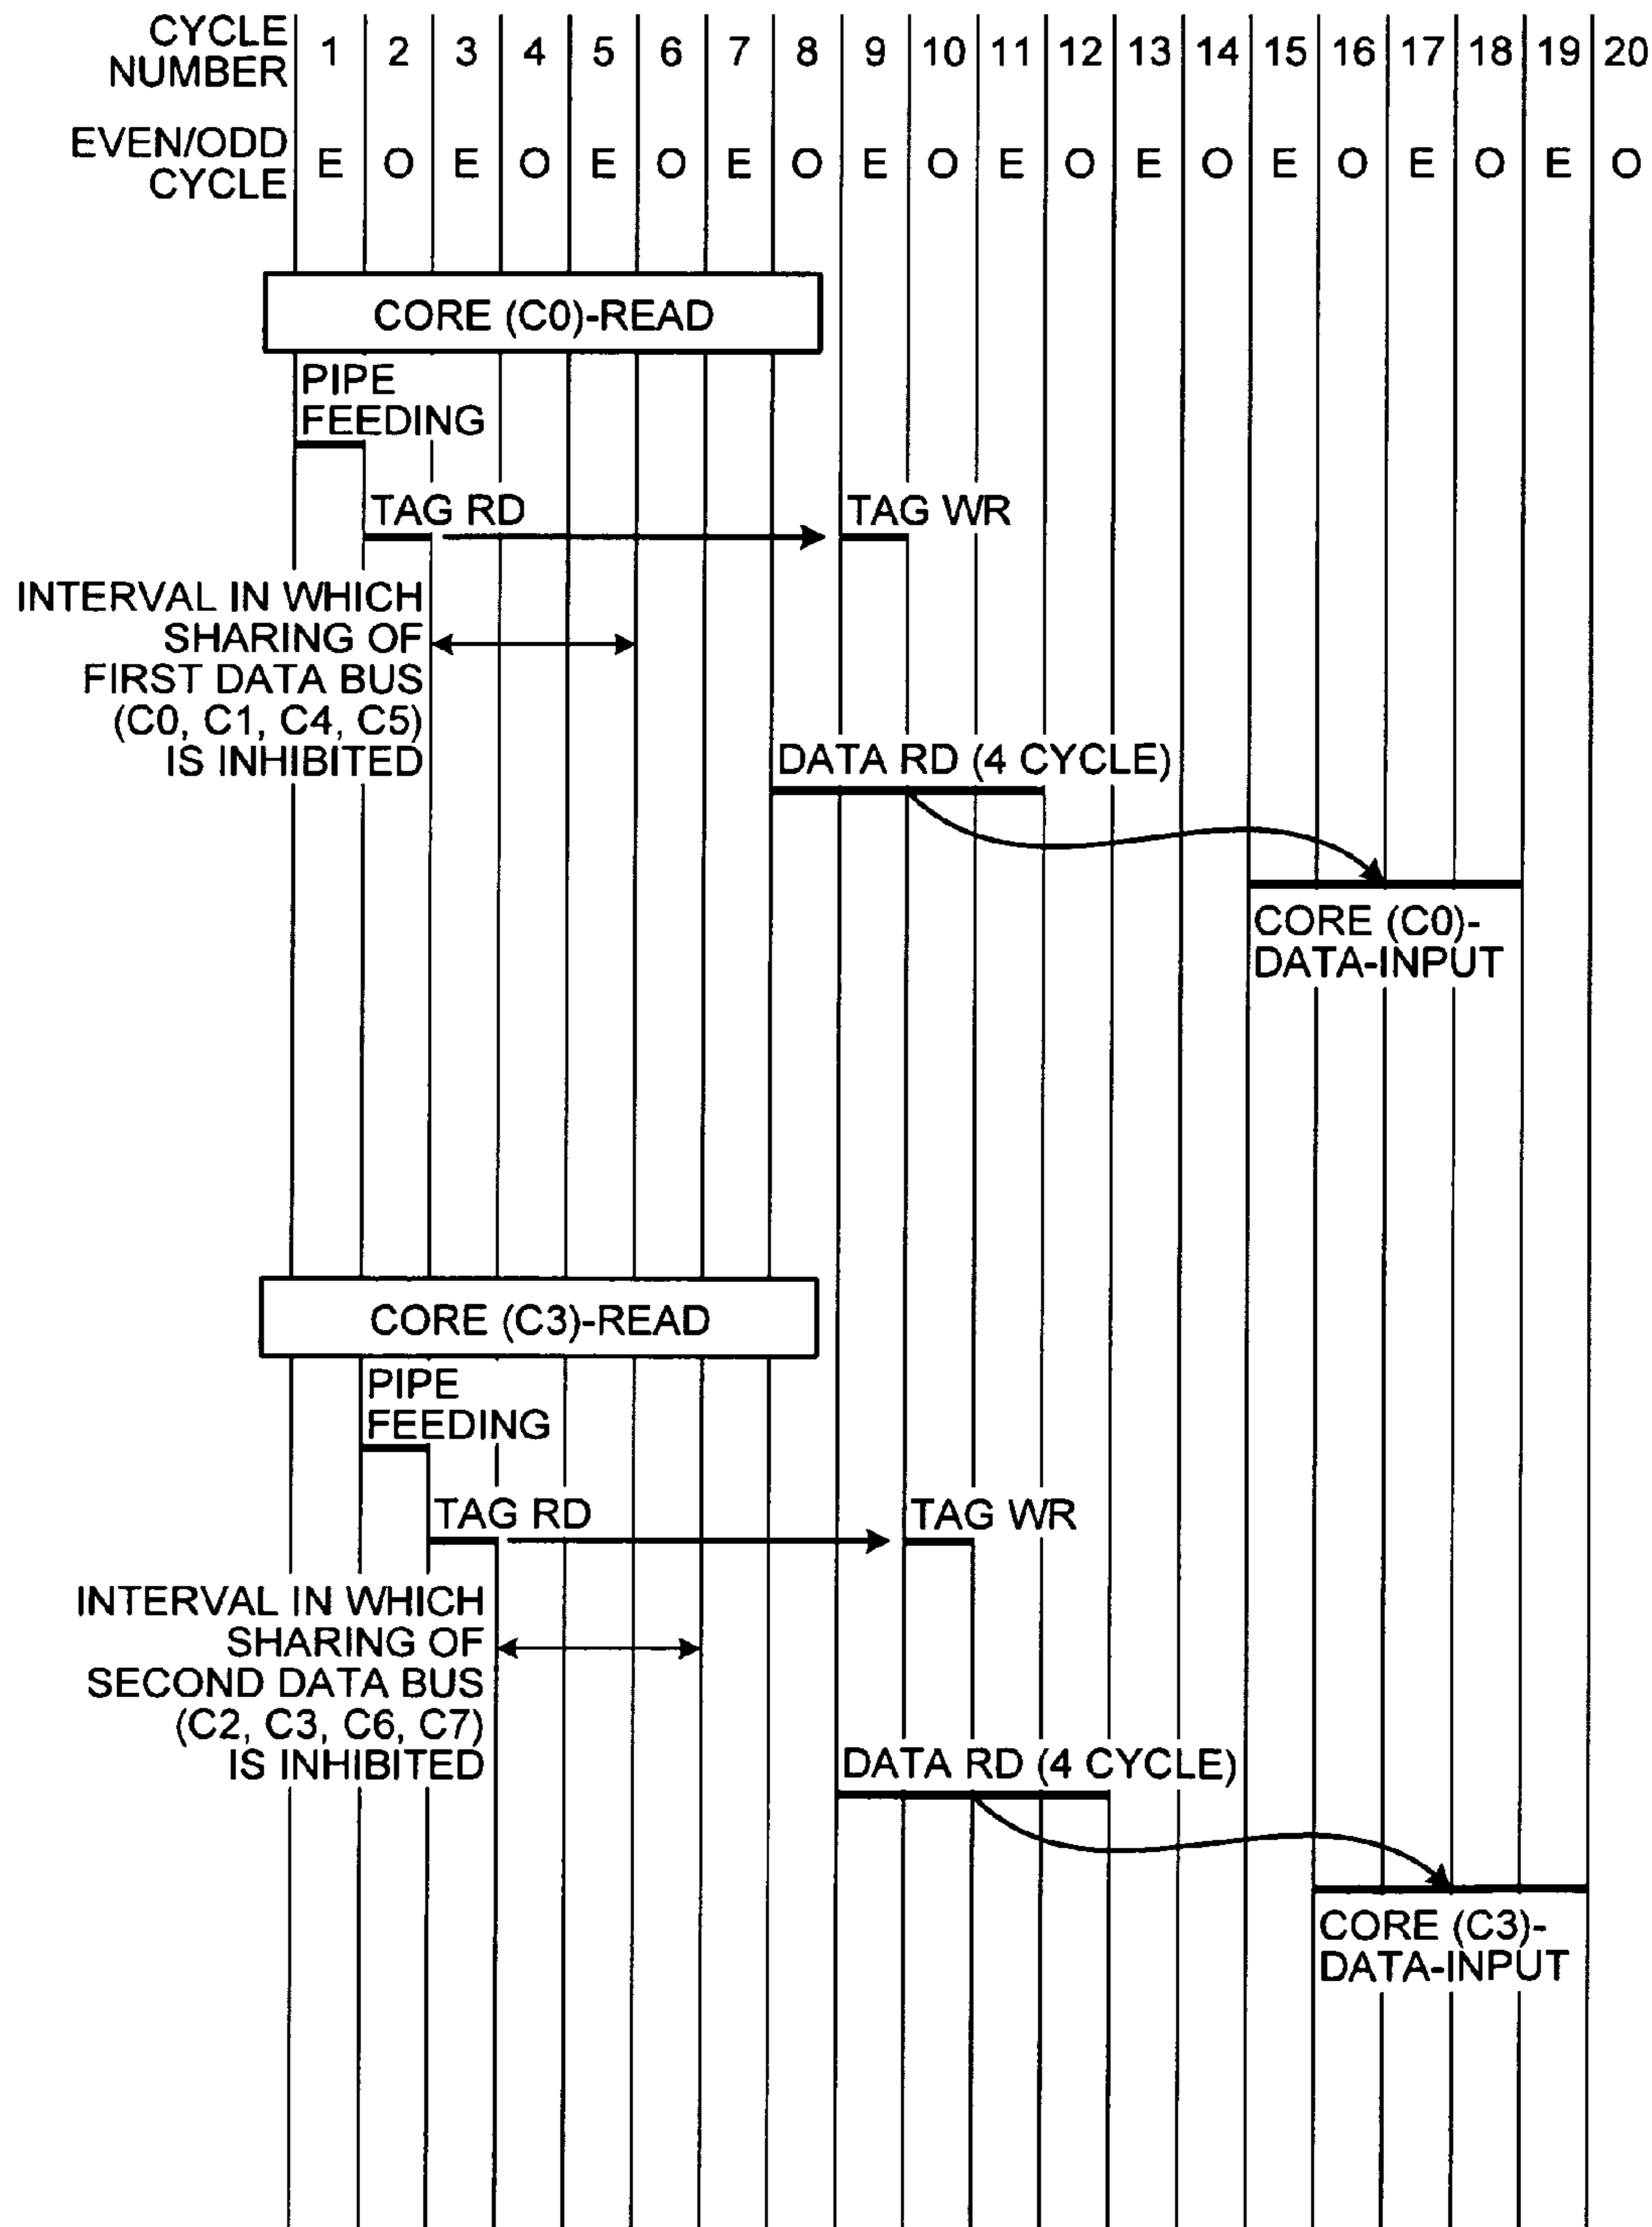 CYCLE
NUMBER 1 2 3 4 5 6 7 8 9 10 11 12 13 14 15 16 17 18 19 20
EVEN/ODD
CYCLE E O E O E O E O E O E O E O E O E O E O
CORE (C0)-READ
PIPE
FEEDING
TAG RD TAG WR
INTERVAL IN WHICH
SHARING OF
FIRST DATA BUS
(C0, C1, C4, C5)
IS INHIBITED
DATA RD (4 CYCLE)
CORE (C0)-
DATA-INPUT
CORE (C3)-READ
PIPE
FEEDING
TAG RD TAG WR
INTERVAL IN WHICH
SHARING OF
SECOND DATA BUS
(C2, C3, C6, C7)
IS INHIBITED
DATA RD (4 CYCLE)
CORE (C3)-
DATA-INPUT